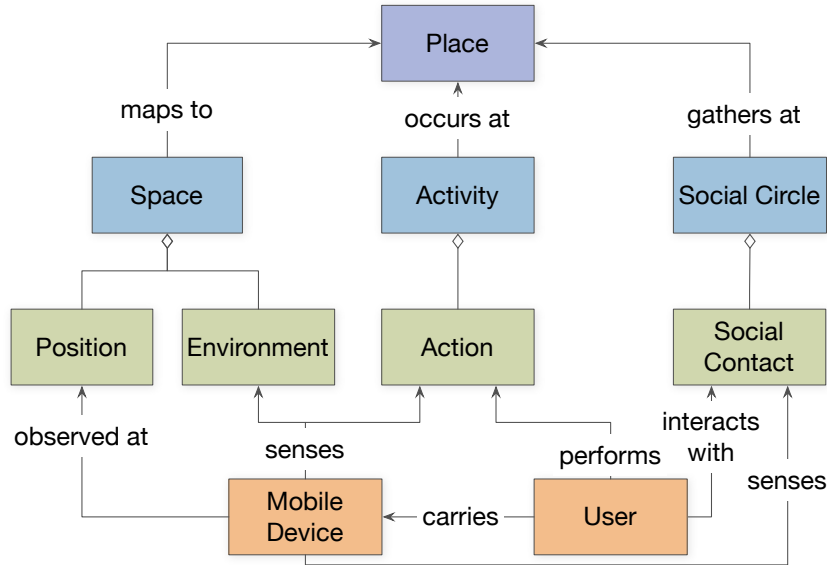 Place
maps to
occurs at
gathers at
Space
Activity
Social Circle
Position
Environment
Action
Social
Contact
observed at
senses
performs
interacts
with
senses
Mobile
Device
carries
User